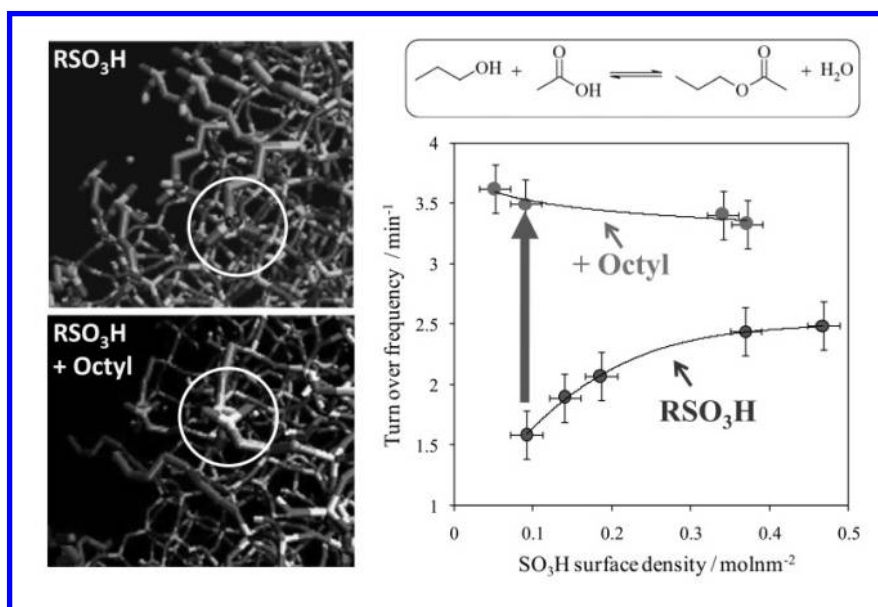 RSO₃H
RSO₃H
+ Octyl
OH + O OH ⇌ O O + H₂O
Turn over frequency / min⁻¹
4
3.5
3
2.5
2
1.5
1
+ Octyl
RSO₃H
0 0.1 0.2 0.3 0.4 0.5
SO₃H surface density / molnm⁻²